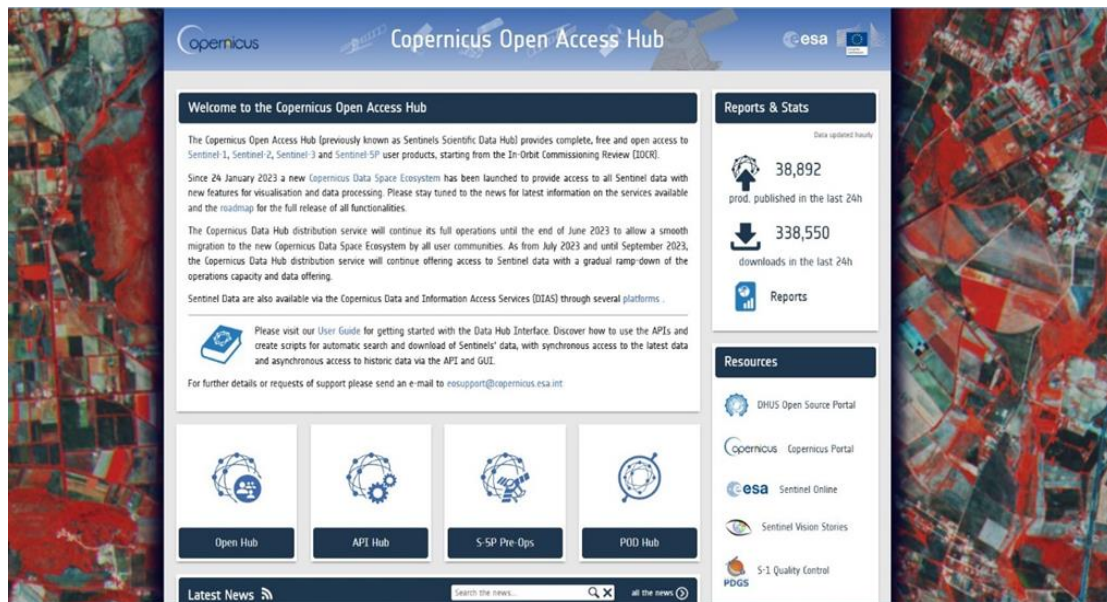 opernicus
Copernicus Open Access Hub
esa
Welcome to the Copernicus Open Access Hub
The Copernicus Open Access Hub (previously known as Sentinels Scientific Data Hub) provides complete, free and open access to
Sentinel-1, Sentinel-2, Sentinel-3 and Sentinel-5P user products, starting from the In-Orbit Commissioning Review (IOCR).
Since 24 January 2023 a new Copernicus Data Space Ecosystem has been launched to provide access to all Sentinel data with
new features for visualisation and data processing. Please stay tuned to the news for latest information on the services available
and the roadmap for the full release of all functionalities.
The Copernicus Data Hub distribution service will continue its full operations until the end of June 2023 to allow a smooth
migration to the new Copernicus Data Space Ecosystem by all user communities. As from July 2023 and until September 2023,
the Copernicus Data Hub distribution service will continue offering access to Sentinel data with a gradual ramp-down of the
operations capacity and data offering.
Sentinel Data are also available via the Copernicus Data and Information Access Services (DIAS) through several platforms .
Please visit our User Guide for getting started with the Data Hub Interface. Discover how to use the APIs and
create scripts for automatic search and download of Sentinels' data, with synchronous access to the latest data
and asynchronous access to historic data via the API and GUI.
For further details or requests of support please send an e-mail to eosupport@copernicus.esa.int
Open Hub
API Hub
S-5P Pre-Ops
POD Hub
Latest News
Search the news...
all the news
Reports & Stats
Data updated hourly
38,892
prod. published in the last 24h
338,550
downloads in the last 24h
Reports
Resources
DHUS Open Source Portal
opernicus Copernicus Portal
esa Sentinel Online
Sentinel Vision Stories
S-1 Quality Control
PDGS